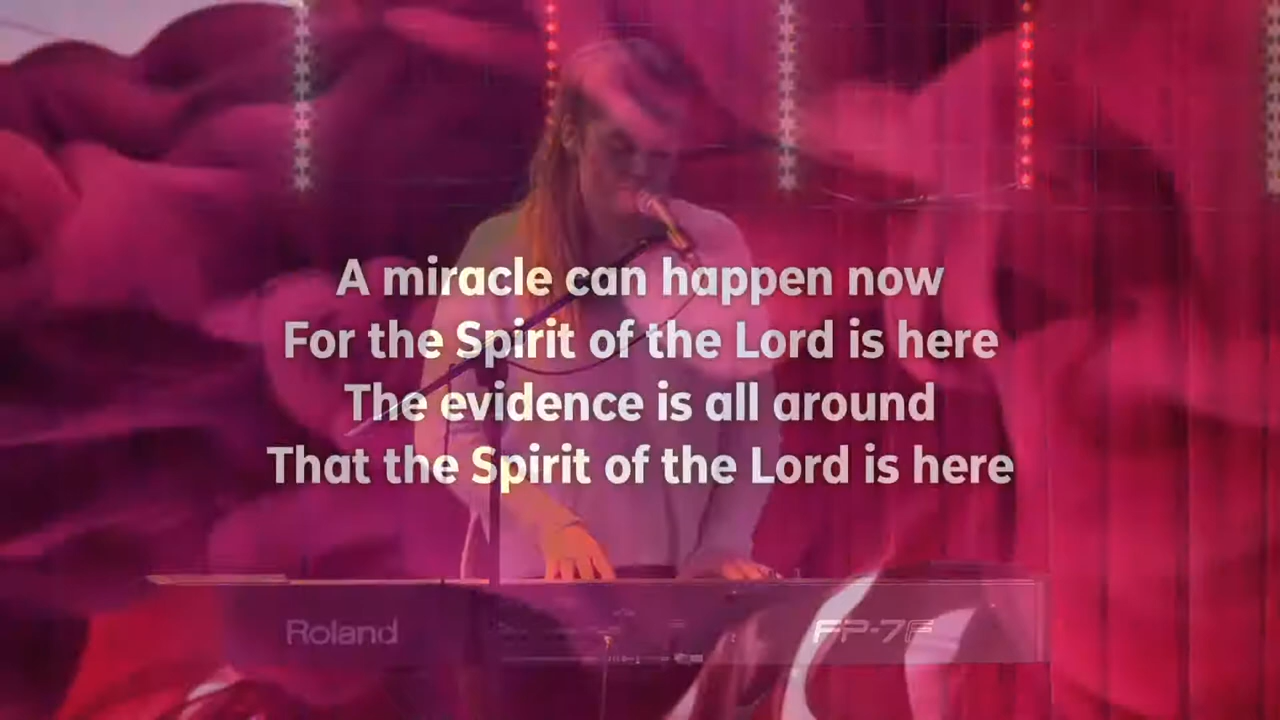 A miracle can happen now
For the Spirit of the Lord is here
The evidence is all around
That the Spirit of the Lord is here
Roland
FP-7F